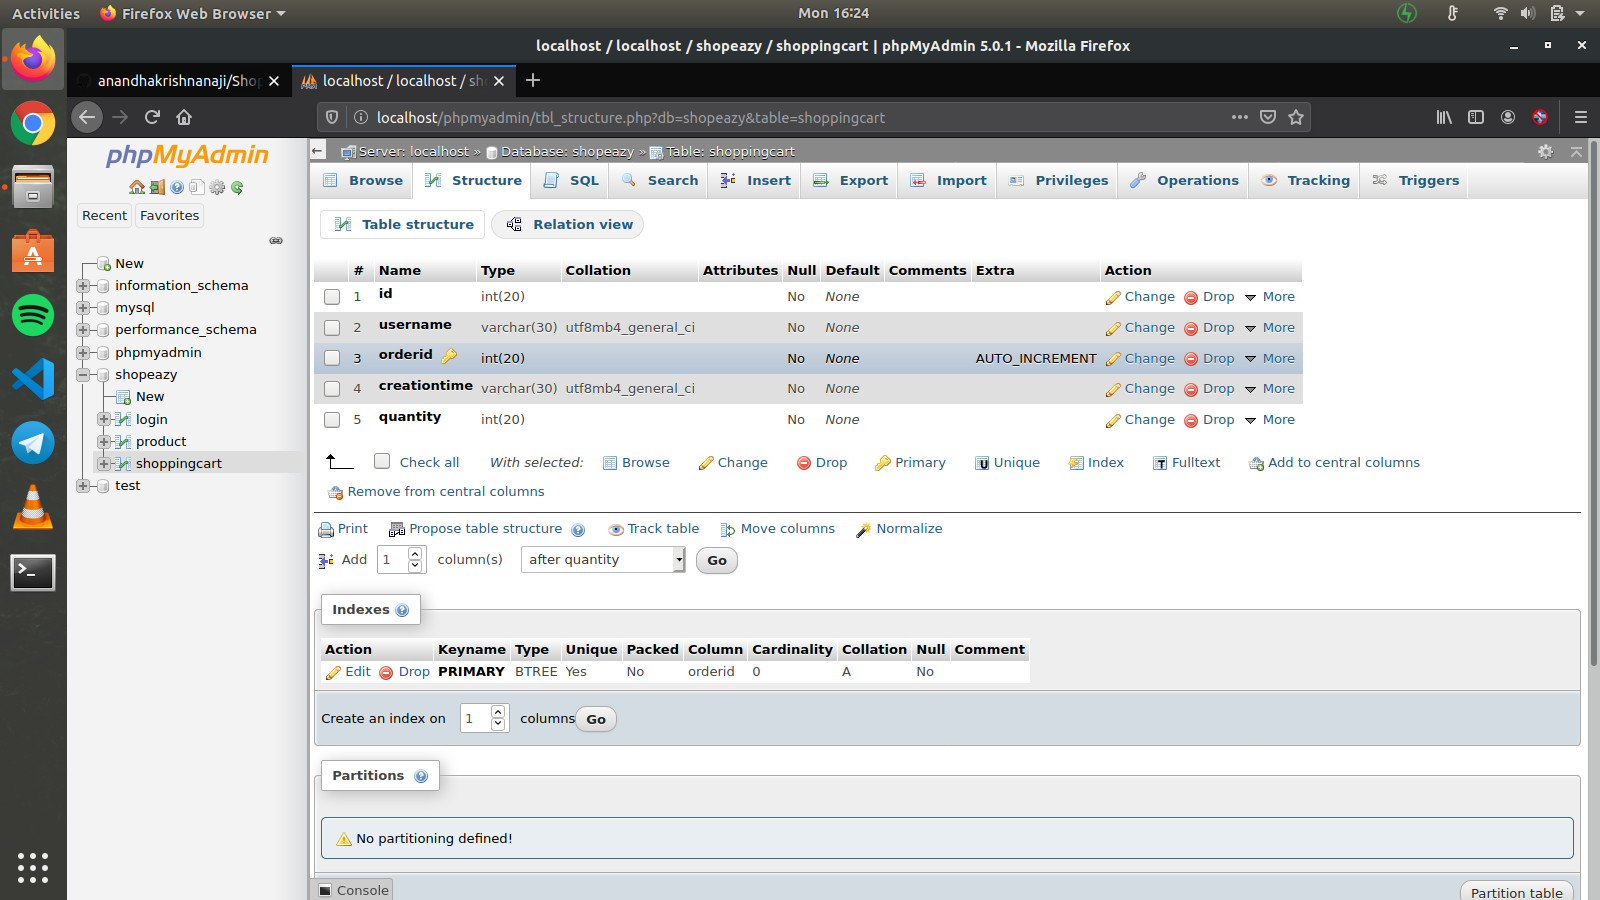 Activities Firefox Web Browser Mon 16:24
localhost / localhost / shopeazy / shoppingcart | phpMyAdmin 5.0.1 - Mozilla Firefox
anandhakrishnanaji/Shop localhost / localhost / sh
localhost/phpmyadmin/tbl_structure.php?db=shopeazy&table=shoppingcart
phpMyAdmin
Recent Favorites
New
information_schema
mysql
performance_schema
phpmyadmin
shopeazy
New
login
product
shoppingcart
test
Server: localhost » Database: shopeazy » Table: shoppingcart
Browse Structure SQL Search Insert Export Import Privileges Operations Tracking Triggers
Table structure Relation view
# Name Type Collation Attributes Null Default Comments Extra Action
1 id int(20) No None Change Drop More
2 username varchar(30) utf8mb4_general_ci No None Change Drop More
3 orderid int(20) No None AUTO_INCREMENT Change Drop More
4 creationtime varchar(30) utf8mb4_general_ci No None Change Drop More
5 quantity int(20) No None Change Drop More
Check all With selected: Browse Change Drop Primary Unique Index Fulltext Add to central columns
Remove from central columns
Print Propose table structure Track table Move columns Normalize
Add 1 column(s) after quantity Go
Indexes
Action Keyname Type Unique Packed Column Cardinality Collation Null Comment
Edit Drop PRIMARY BTREE Yes No orderid 0 A No
Create an index on 1 columns Go
Partitions
No partitioning defined!
Console Partition table